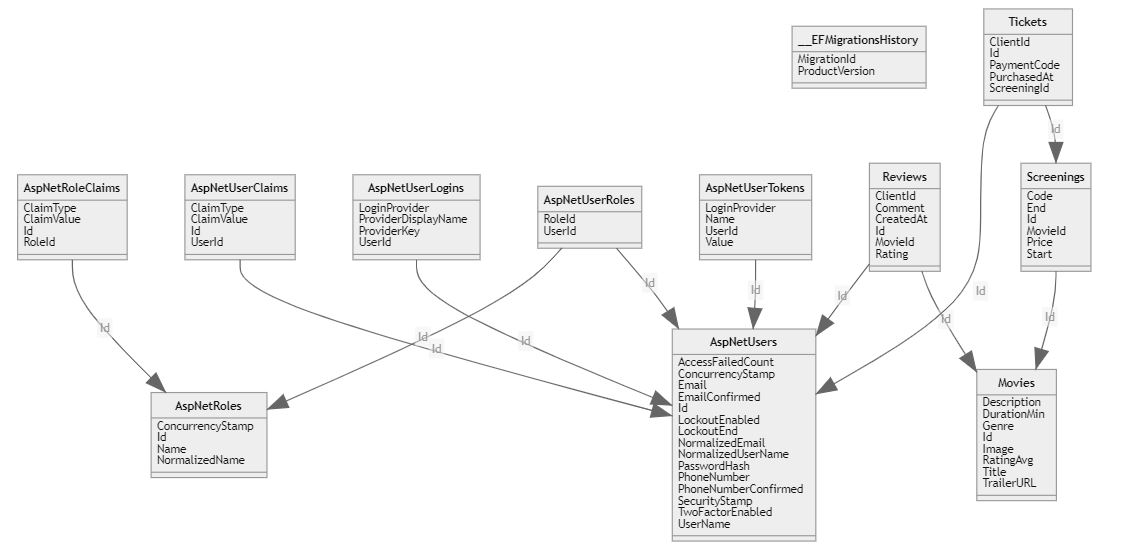 Tickets
ClientId
Id
PaymentCode
PurchasedAt
ScreeningId
__EFMigrationsHistory
MigrationId
ProductVersion
Id
AspNetRoleClaims
ClaimType
ClaimValue
Id
RoleId
AspNetUserClaims
ClaimType
ClaimValue
Id
UserId
AspNetUserLogins
LoginProvider
ProviderDisplayName
ProviderKey
UserId
AspNetUserRoles
RoleId
UserId
AspNetUserTokens
LoginProvider
Name
UserId
Value
Reviews
ClientId
Comment
CreatedAt
Id
MovieId
Rating
Screenings
Code
End
Id
MovieId
Price
Start
Id
Id
Id
Id
Id
Id
Id
Id
Id
Id
AspNetRoles
ConcurrencyStamp
Id
Name
NormalizedName
AspNetUsers
AccessFailedCount
ConcurrencyStamp
Email
EmailConfirmed
Id
LockoutEnabled
LockoutEnd
NormalizedEmail
NormalizedUserName
PasswordHash
PhoneNumber
PhoneNumberConfirmed
SecurityStamp
TwoFactorEnabled
UserName
Movies
Description
DurationMin
Genre
Id
Image
RatingAvg
Title
TrailerURL